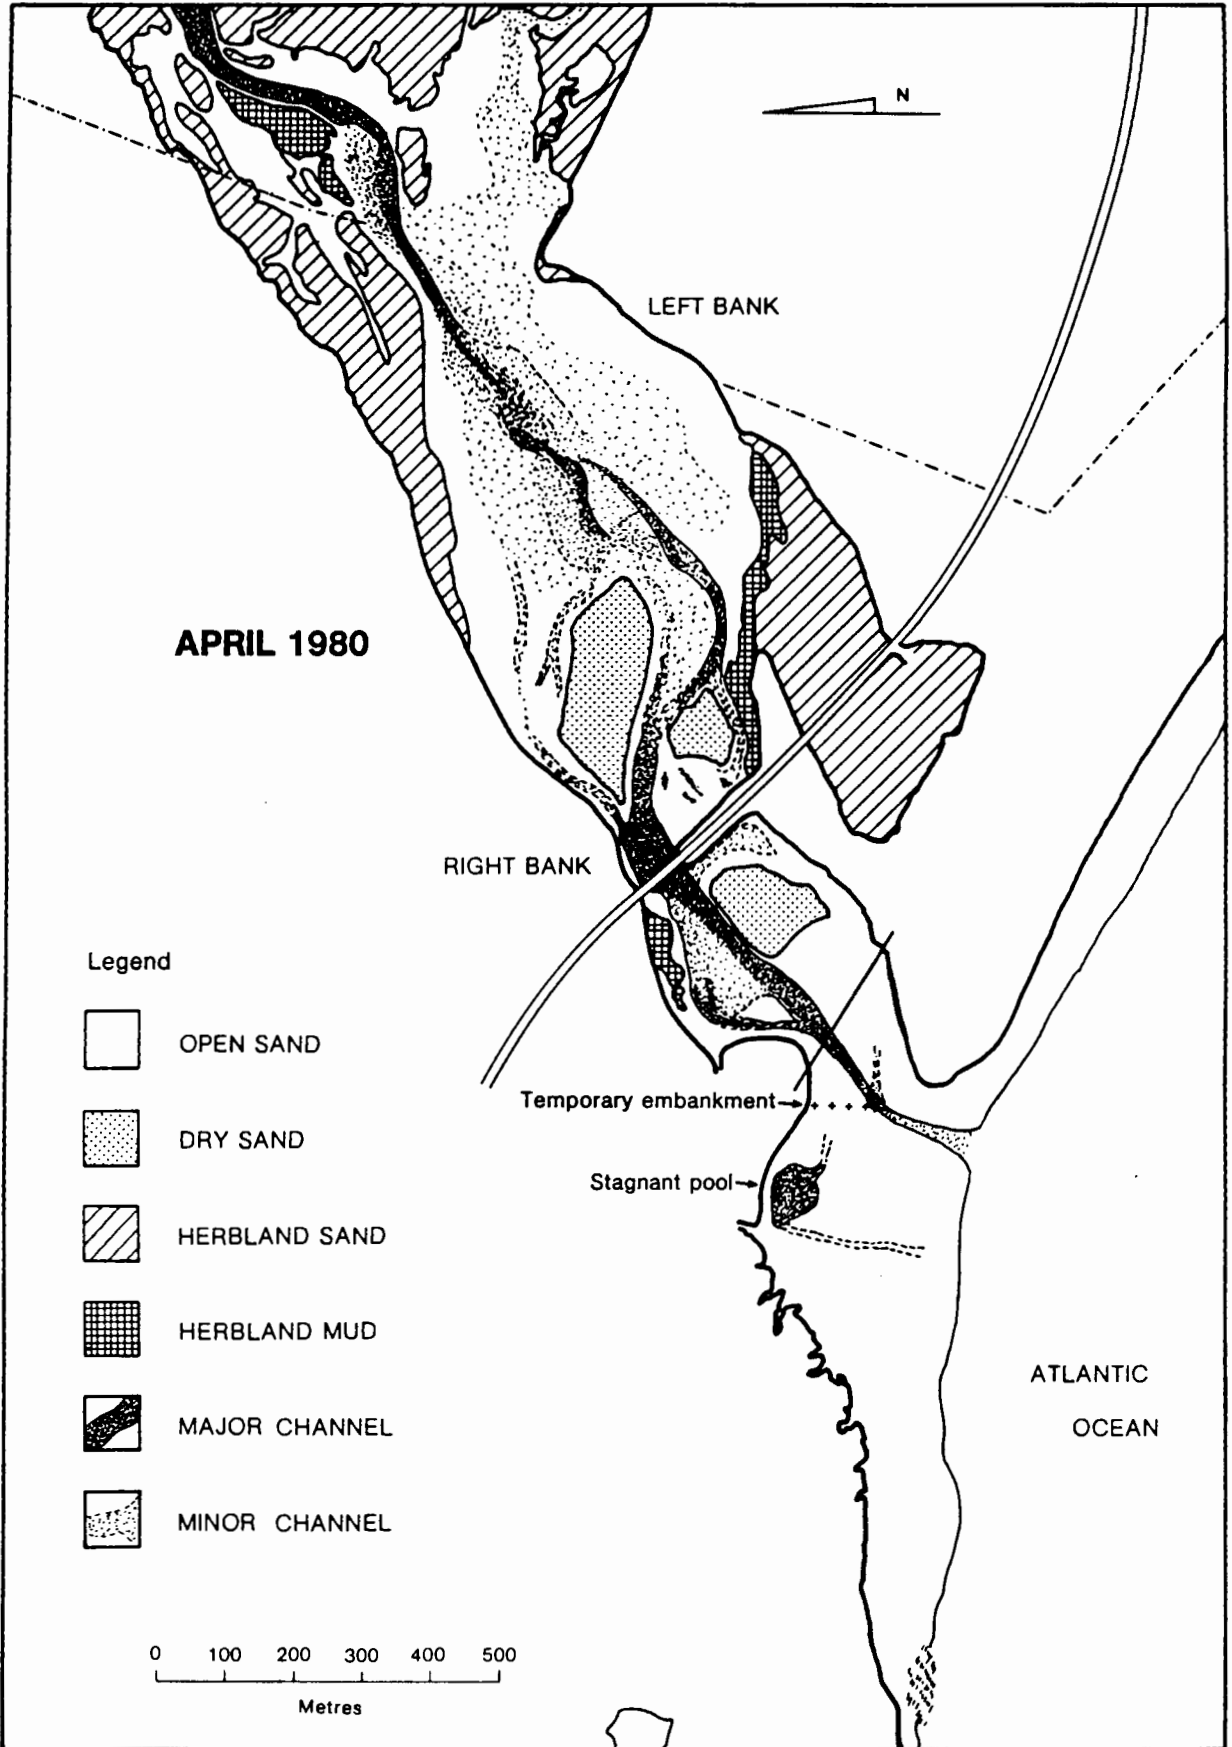 N
LEFT BANK
APRIL 1980
RIGHT BANK
Legend
OPEN SAND
DRY SAND
HERBLAND SAND
HERBLAND MUD
MAJOR CHANNEL
MINOR CHANNEL
Temporary embankment
Stagnant pool
ATLANTIC
OCEAN
0 100 200 300 400 500
Metres